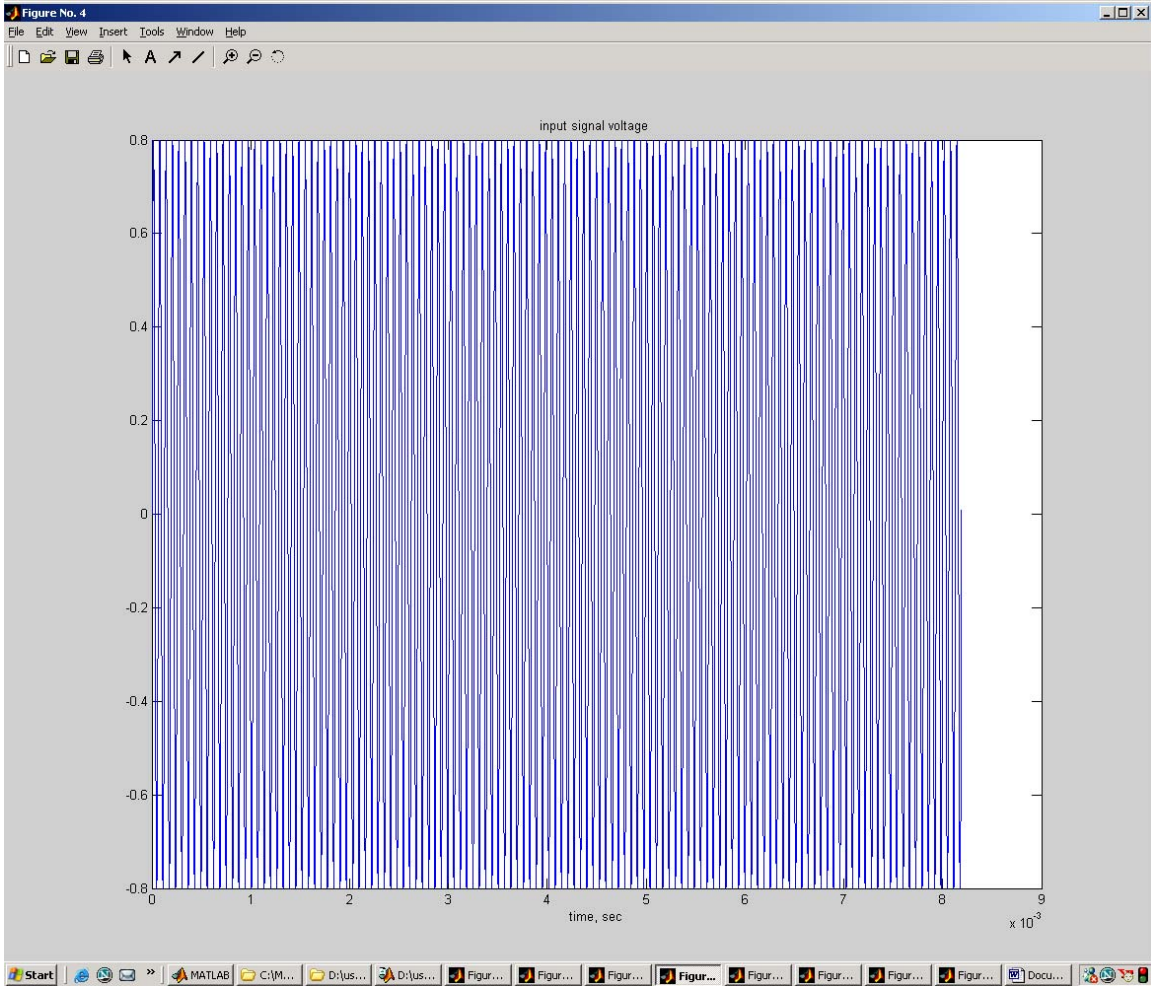 Figure No. 4
File Edit View Insert Tools Window Help
A
input signal voltage
0.8
0.6
0.4
0.2
0
-0.2
-0.4
-0.6
-0.8
0 1 2 3 4 5 6 7 8 9
time, sec
x 10-3
Start » MATLAB C:\M... D:\us... D:\us... Figur... Figur... Figur... Figur... Figur... Figur... Figur... Figur... Docu...